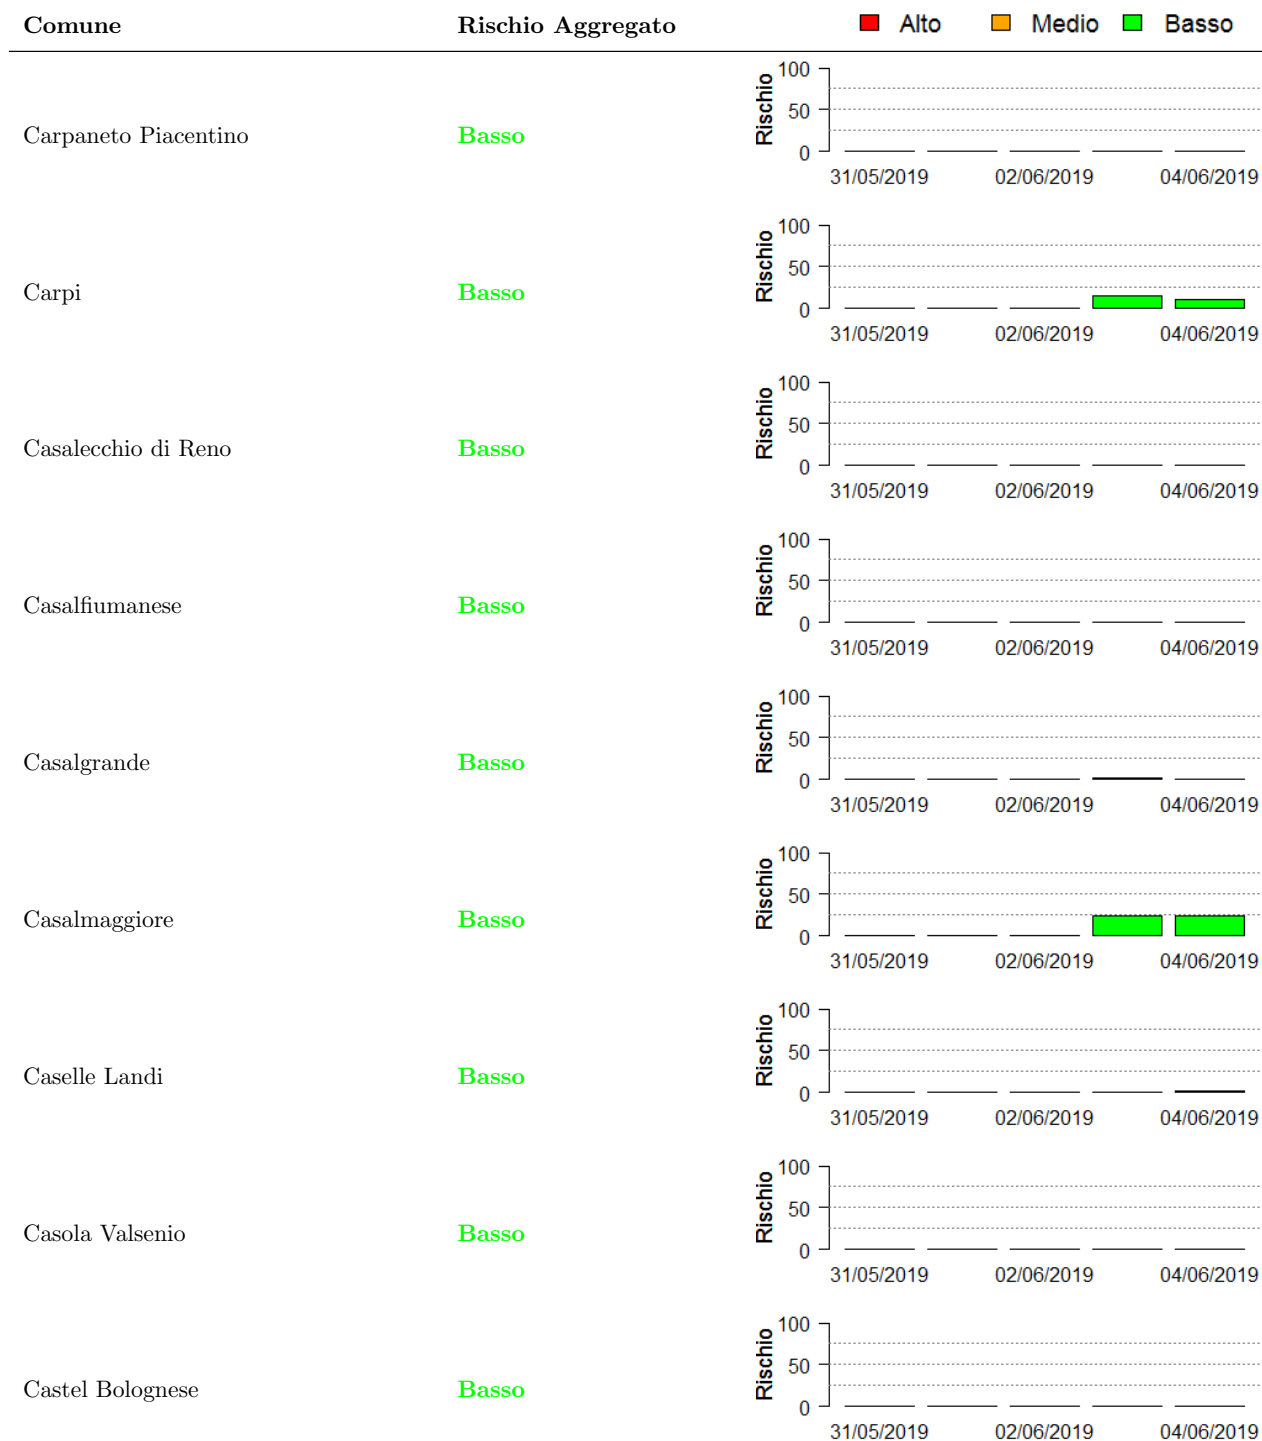 Comune Rischio Aggregato Alto Medio Basso
Carpaneto Piacentino Basso Rischio 100 50 0
31/05/2019 02/06/2019 04/06/2019
Carpi Basso Rischio 100 50 0
31/05/2019 02/06/2019 04/06/2019
Casalecchio di Reno Basso Rischio 100 50 0
31/05/2019 02/06/2019 04/06/2019
Casalfiumanese Basso Rischio 100 50 0
31/05/2019 02/06/2019 04/06/2019
Casalgrande Basso Rischio 100 50 0
31/05/2019 02/06/2019 04/06/2019
Casalmaggiore Basso Rischio 100 50 0
31/05/2019 02/06/2019 04/06/2019
Caselle Landi Basso Rischio 100 50 0
31/05/2019 02/06/2019 04/06/2019
Casola Valsenio Basso Rischio 100 50 0
31/05/2019 02/06/2019 04/06/2019
Castel Bolognese Basso Rischio 100 50 0
31/05/2019 02/06/2019 04/06/2019